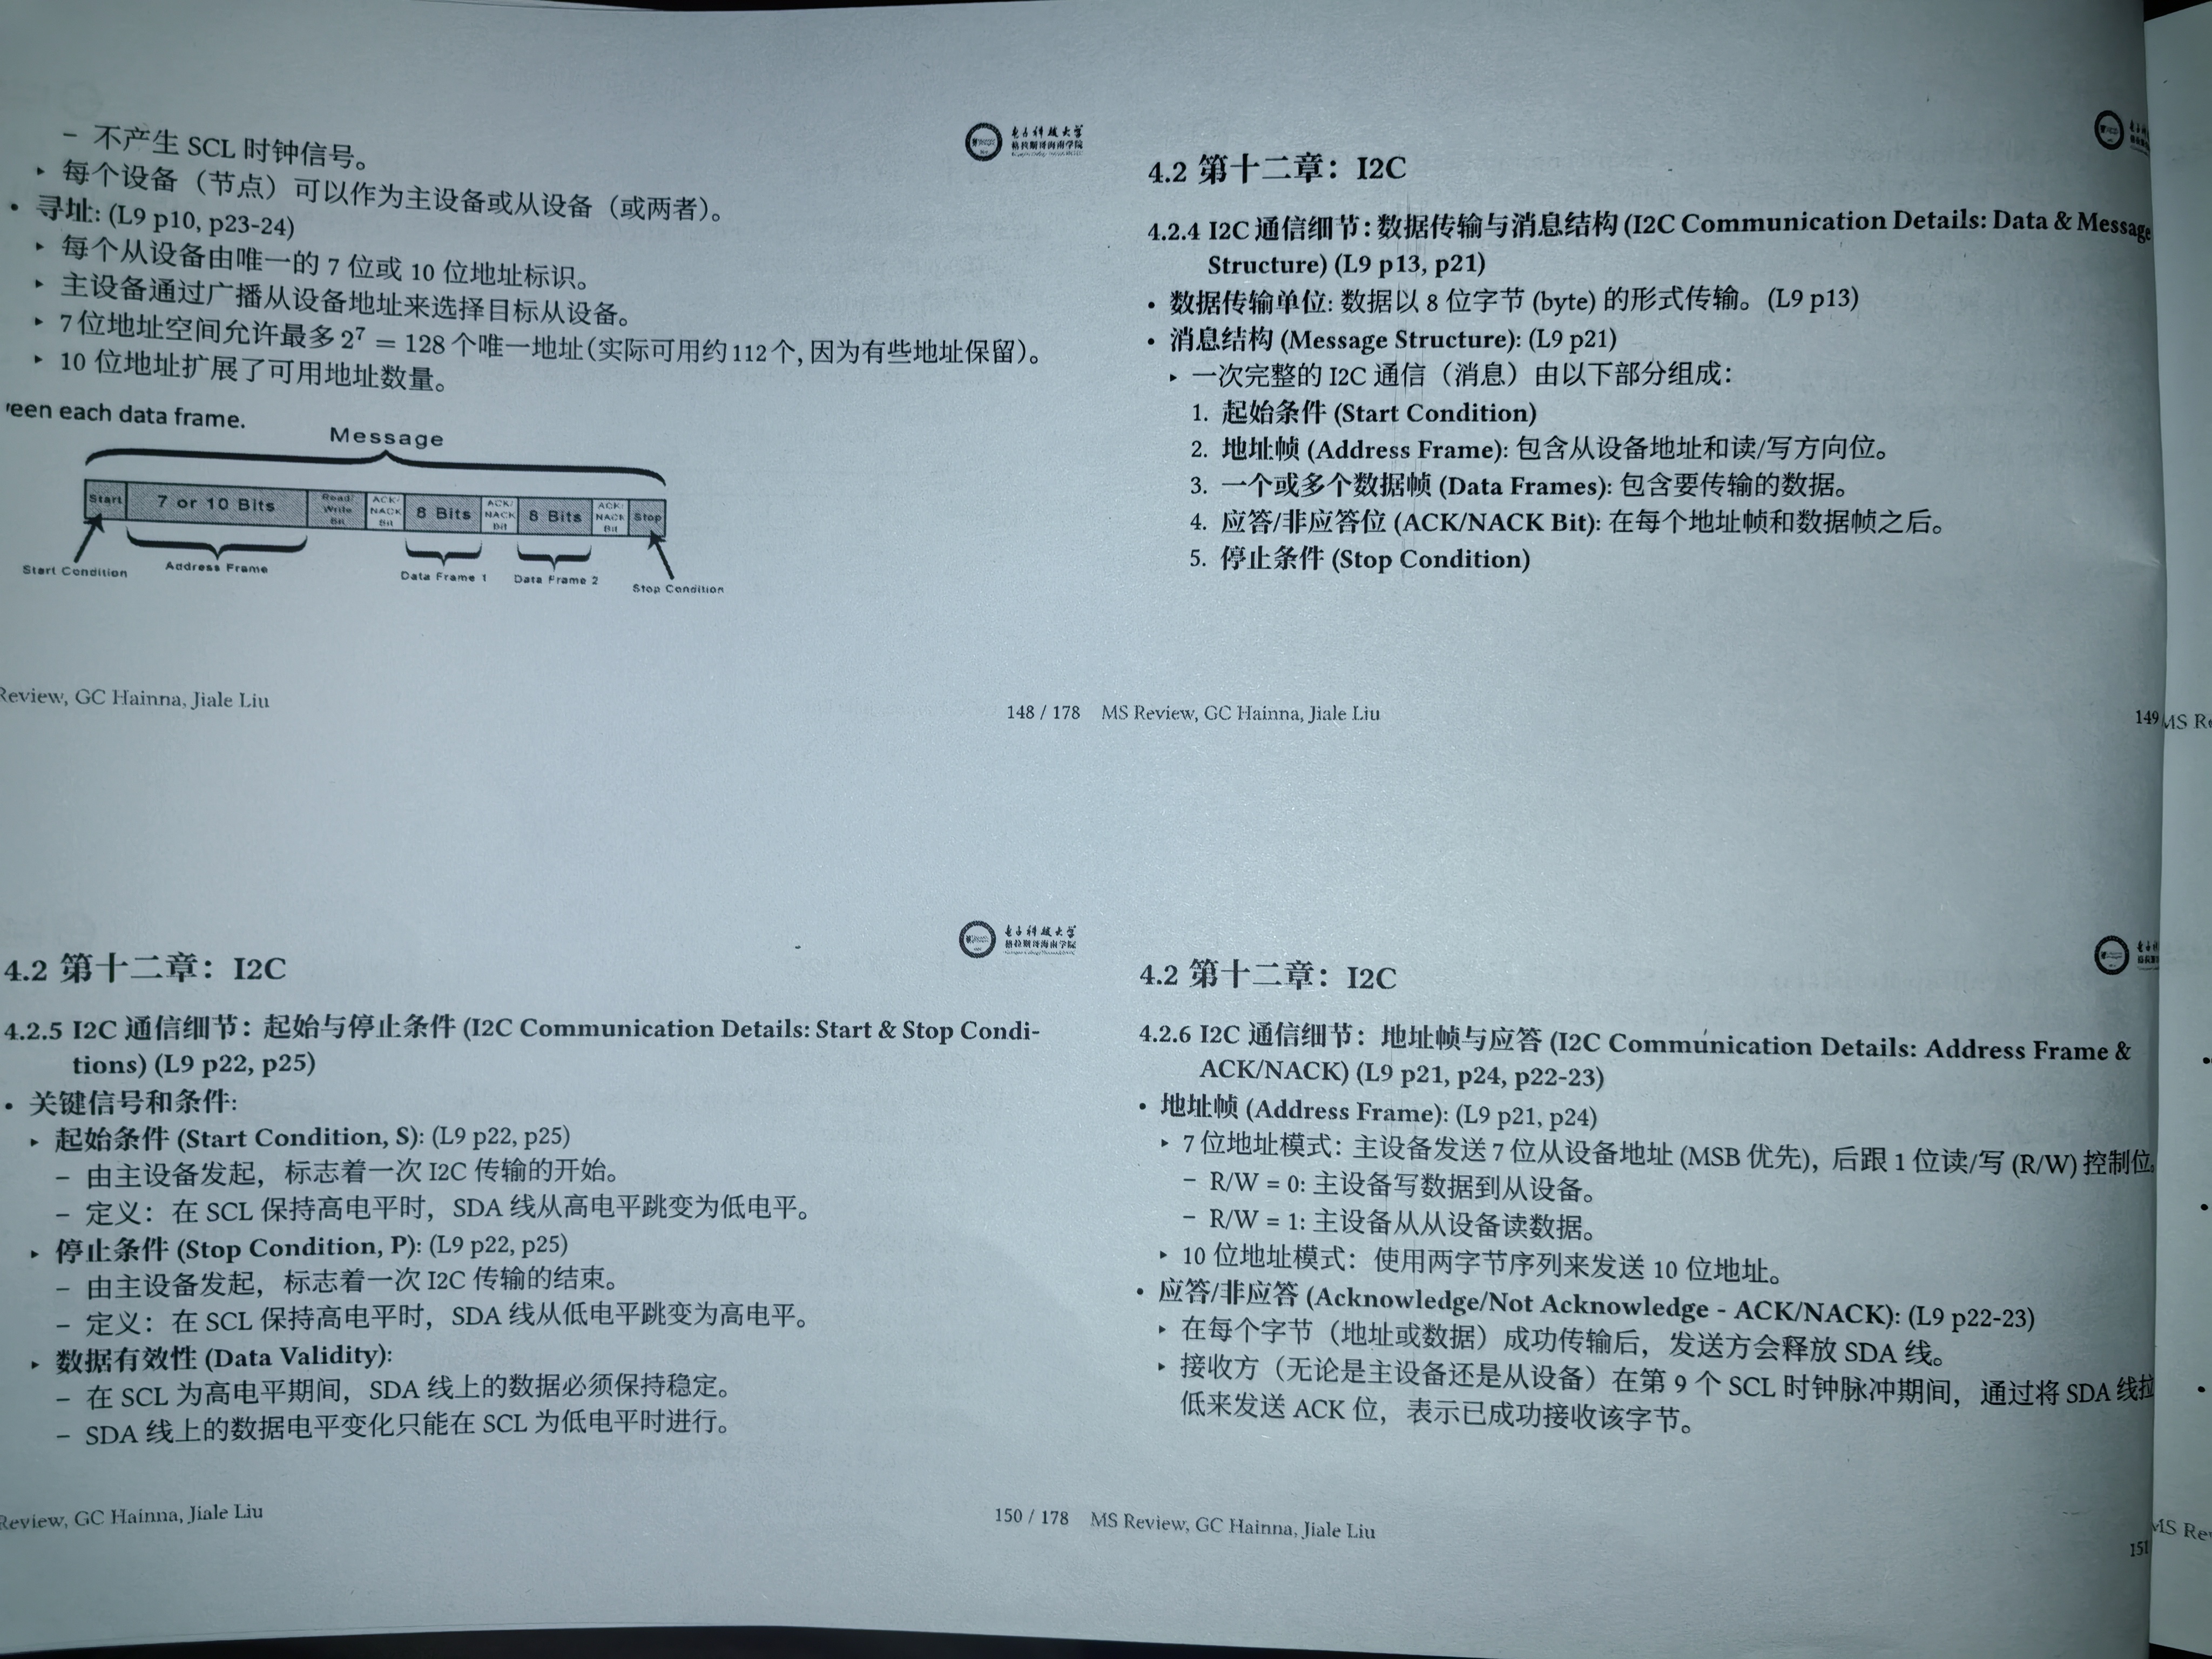 – 不产生 SCL 时钟信号。
‣ 每个设备（节点）可以作为主设备或从设备（或两者）。
• 寻址: (L9 p10, p23-24)
‣ 每个从设备由唯一的 7 位或 10 位地址标识。
‣ 主设备通过广播从设备地址来选择目标从设备。
‣ 7 位地址空间允许最多 2⁷ = 128 个唯一地址(实际可用约 112 个, 因为有些地址保留)。
‣ 10 位地址扩展了可用地址数量。
een each data frame.
Message
Start 7 or 10 Bits Read/ Write Bit ACK/ NACK Bit 8 Bits ACK/ NACK Bit 8 Bits ACK/ NACK Bit Stop
Start Condition Address Frame Data Frame 1 Data Frame 2 Stop Condition
Review, GC Hainna, Jiale Liu 148 / 178
电子科技大学
格拉斯哥海南学院
4.2 第十二章：I2C
4.2.4 I2C 通信细节：数据传输与消息结构 (I2C Communication Details: Data & Message
Structure) (L9 p13, p21)
• 数据传输单位: 数据以 8 位字节 (byte) 的形式传输。(L9 p13)
• 消息结构 (Message Structure): (L9 p21)
‣ 一次完整的 I2C 通信（消息）由以下部分组成：
1. 起始条件 (Start Condition)
2. 地址帧 (Address Frame): 包含从设备地址和读/写方向位。
3. 一个或多个数据帧 (Data Frames): 包含要传输的数据。
4. 应答/非应答位 (ACK/NACK Bit): 在每个地址帧和数据帧之后。
5. 停止条件 (Stop Condition)
MS Review, GC Hainna, Jiale Liu 149
MS Re
电子科技大学
格拉斯哥海南学院
4.2 第十二章：I2C
4.2.5 I2C 通信细节：起始与停止条件 (I2C Communication Details: Start & Stop Condi-
tions) (L9 p22, p25)
• 关键信号和条件:
‣ 起始条件 (Start Condition, S): (L9 p22, p25)
– 由主设备发起，标志着一次 I2C 传输的开始。
– 定义：在 SCL 保持高电平时，SDA 线从高电平跳变为低电平。
‣ 停止条件 (Stop Condition, P): (L9 p22, p25)
– 由主设备发起，标志着一次 I2C 传输的结束。
– 定义：在 SCL 保持高电平时，SDA 线从低电平跳变为高电平。
‣ 数据有效性 (Data Validity):
– 在 SCL 为高电平期间，SDA 线上的数据必须保持稳定。
– SDA 线上的数据电平变化只能在 SCL 为低电平时进行。
Review, GC Hainna, Jiale Liu 150 / 178
4.2 第十二章：I2C
4.2.6 I2C 通信细节：地址帧与应答 (I2C Communication Details: Address Frame &
ACK/NACK) (L9 p21, p24, p22-23)
• 地址帧 (Address Frame): (L9 p21, p24)
‣ 7 位地址模式：主设备发送 7 位从设备地址 (MSB 优先)，后跟 1 位读/写 (R/W) 控制位。
– R/W = 0: 主设备写数据到从设备。
– R/W = 1: 主设备从从设备读数据。
‣ 10 位地址模式：使用两字节序列来发送 10 位地址。
• 应答/非应答 (Acknowledge/Not Acknowledge - ACK/NACK): (L9 p22-23)
‣ 在每个字节（地址或数据）成功传输后，发送方会释放 SDA 线。
‣ 接收方（无论是主设备还是从设备）在第 9 个 SCL 时钟脉冲期间，通过将 SDA 线拉
低来发送 ACK 位，表示已成功接收该字节。
MS Review, GC Hainna, Jiale Liu 151
MS Re